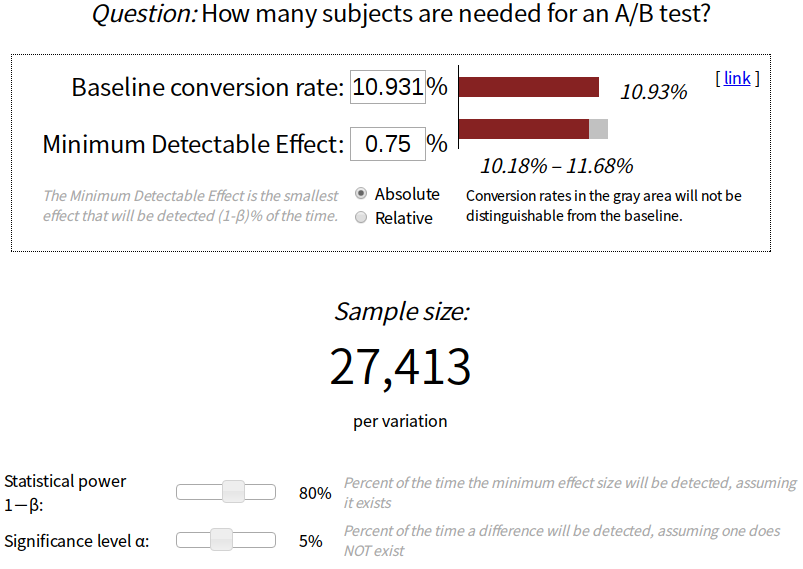 Question: How many subjects are needed for an A/B test?
Baseline conversion rate: 10.931% 10.93% [ link ]
Minimum Detectable Effect: 0.75 %
10.18% – 11.68%
The Minimum Detectable Effect is the smallest
effect that will be detected (1-β)% of the time.
Absolute
Relative
Conversion rates in the gray area will not be
distinguishable from the baseline.
Sample size:
27,413
per variation
Statistical power
1−β:
80%
Percent of the time the minimum effect size will be detected, assuming
it exists
Significance level α:
5%
Percent of the time a difference will be detected, assuming one does
NOT exist